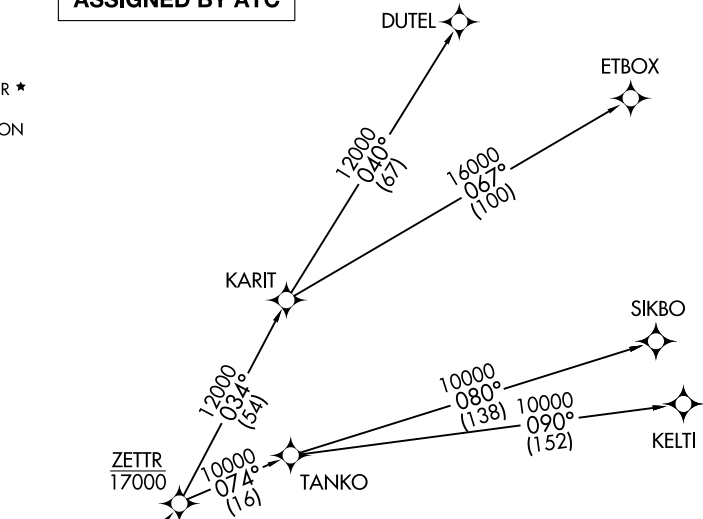 ASSIGNED BY ATC
DUTEL
R ★
ON
ETBOX
12000
040°
(67)
16000
067°
(100)
KARIT
SIKBO
12000
034°
(54)
10000
080°
(138)
10000
090°
(152)
KELTI
ZETTR
17000
10000
074°
(16)
TANKO